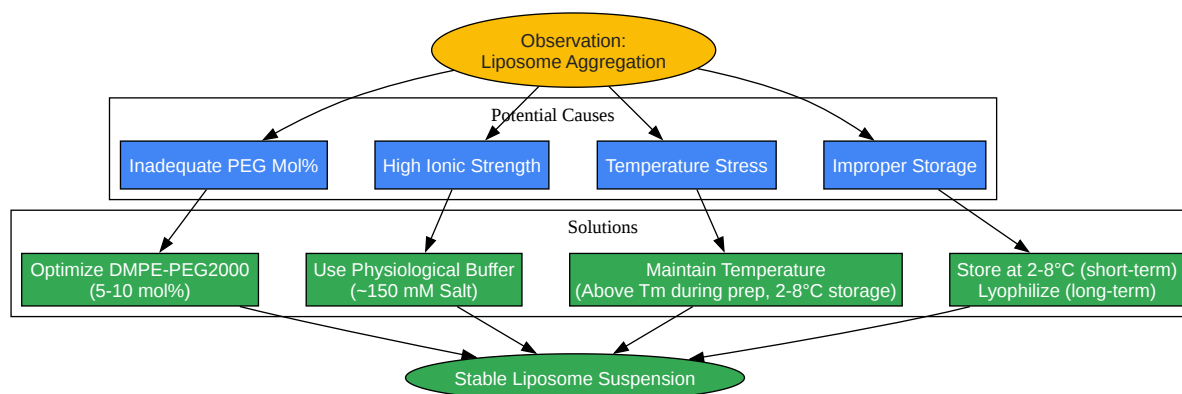 Observation:
Liposome Aggregation
Potential Causes
Inadequate PEG Mol%
High Ionic Strength
Temperature Stress
Improper Storage
Solutions
Optimize DMPE-PEG2000
(5-10 mol%)
Use Physiological Buffer
(~150 mM Salt)
Maintain Temperature
(Above Tm during prep, 2-8°C storage)
Store at 2-8°C (short-term)
Lyophilize (long-term)
Stable Liposome Suspension